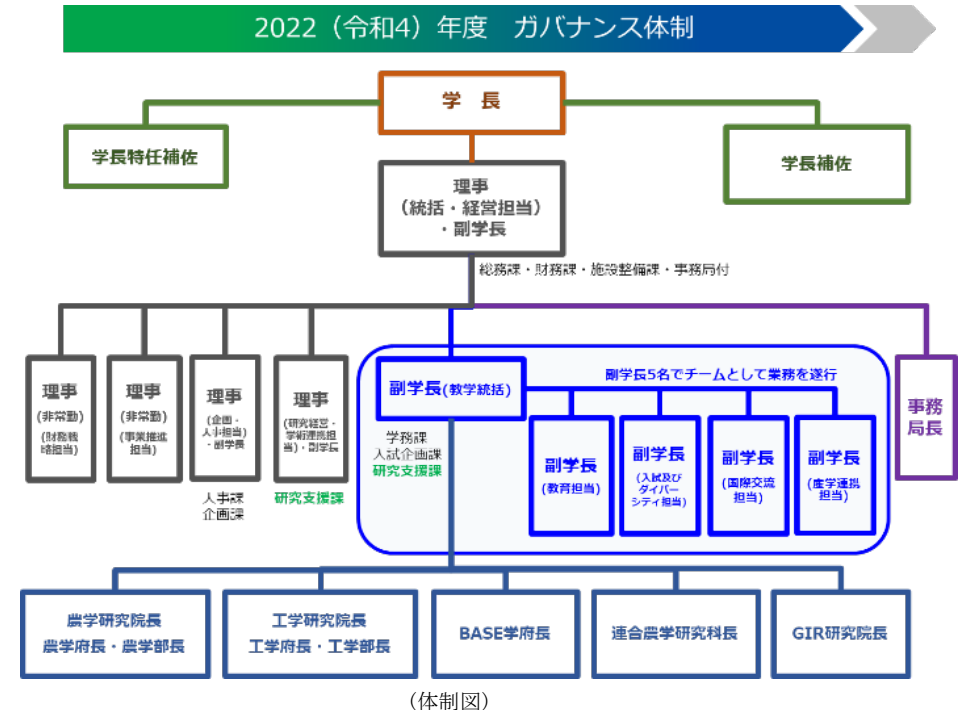 2022（令和4）年度　ガバナンス体制
学　長
学長特任補佐
学長補佐
理事
（統括・経営担当）
・副学長
総務課・財務課・施設整備課・事務局付
理事
(非常勤)
(財務戦
略担当)
理事
(非常勤)
(事業推進
担当)
理事
(企画・
人事担当)
・副学長
人事課
企画課
理事
(研究経営・
学術連携担
当)・副学長
研究支援課
副学長(教学統括)
学務課
入試企画課
研究支援課
副学長5名でチームとして業務を遂行
副学長
(教育担当)
副学長
(入試及び
ダイバー
シティ担当)
副学長
(国際交流
担当)
副学長
(産学連携
担当)
事務
局長
農学研究院長
農学府長・農学部長
工学研究院長
工学府長・工学部長
BASE学府長
連合農学研究科長
GIR研究院長
（体制図）